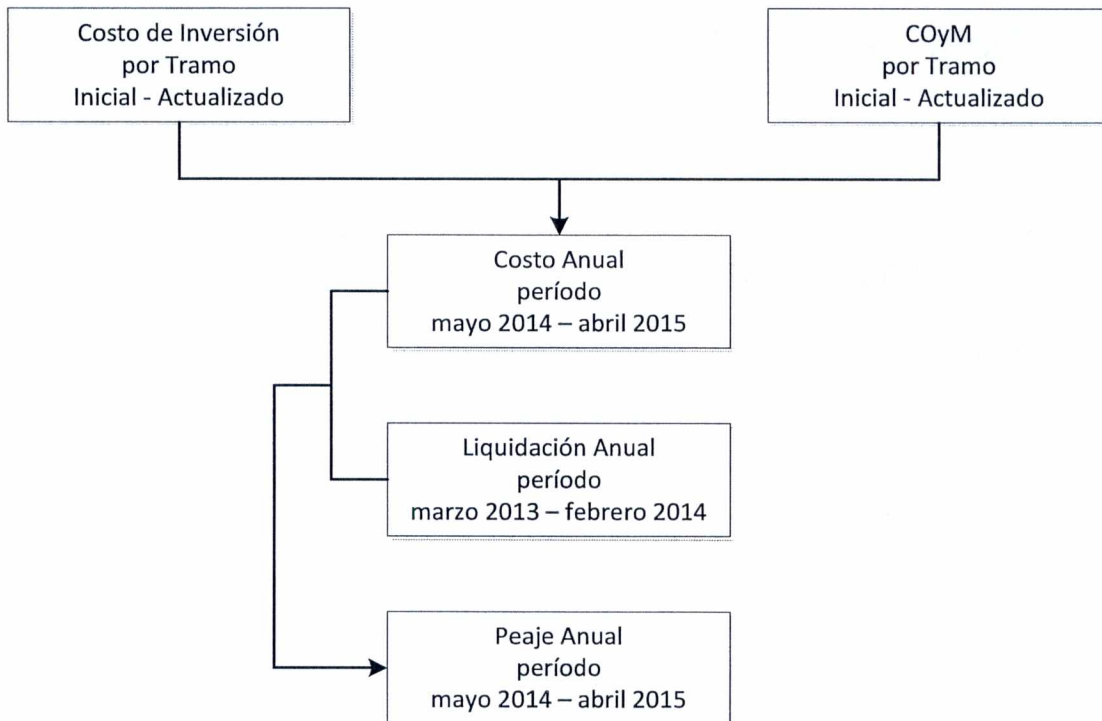 Costo de Inversión
por Tramo
Inicial - Actualizado
COyM
por Tramo
Inicial - Actualizado
Costo Anual
período
mayo 2014 – abril 2015
Liquidación Anual
período
marzo 2013 – febrero 2014
Peaje Anual
período
mayo 2014 – abril 2015